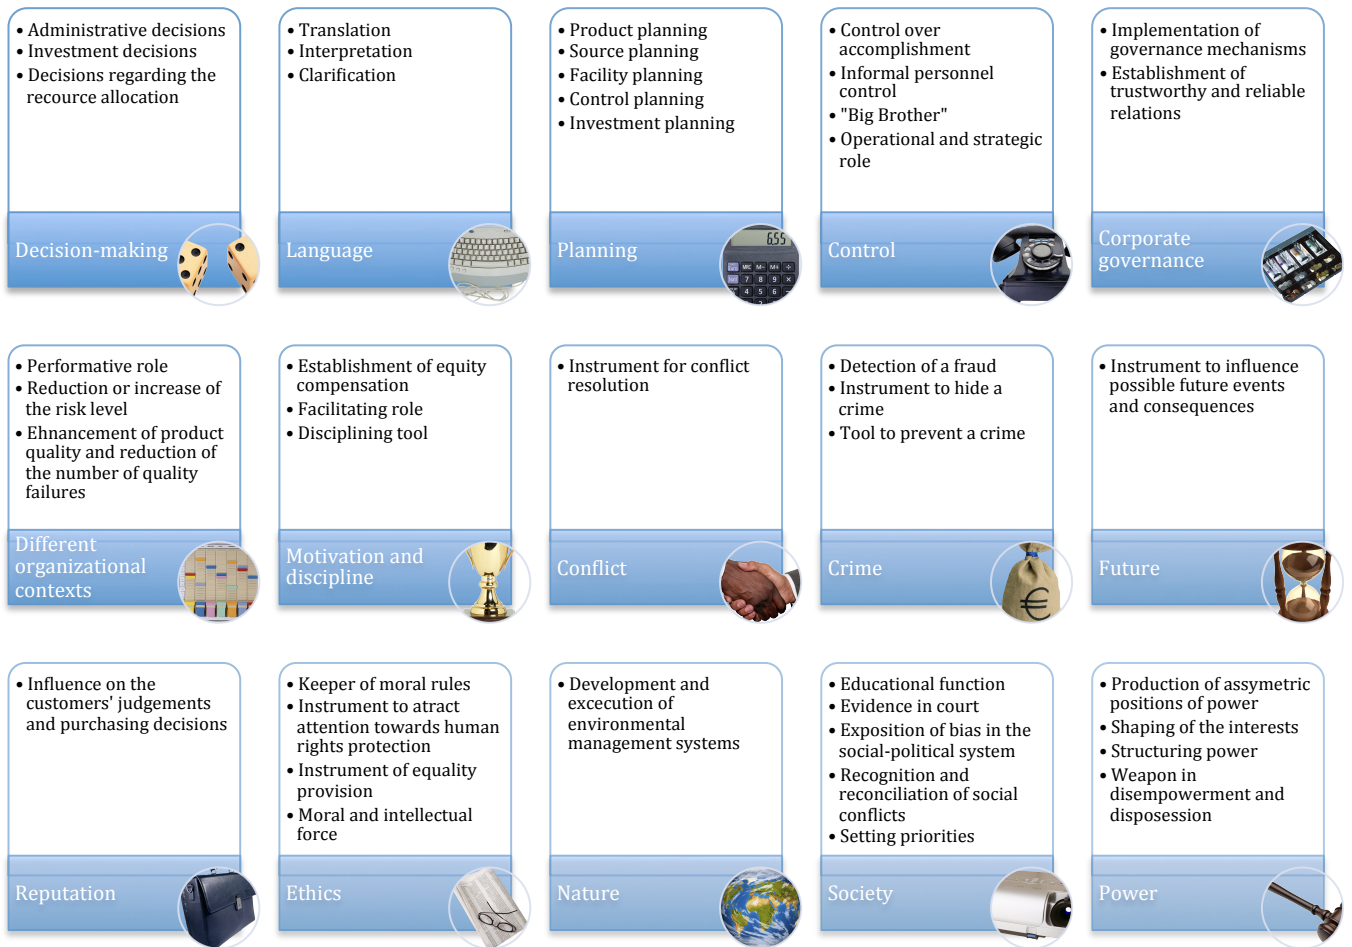 • Administrative decisions
• Investment decisions
• Decisions regarding the
recource allocation
Decision-making
• Translation
• Interpretation
• Clarification
Language
• Product planning
• Source planning
• Facility planning
• Control planning
• Investment planning
Planning
6.55
• Control over
accomplishment
• Informal personnel
control
• "Big Brother"
• Operational and strategic
role
Control
• Implementation of
governance mechanisms
• Establishment of
trustworthy and reliable
relations
Corporate
governance
• Performative role
• Reduction or increase of
the risk level
• Ehnancement of product
quality and reduction of
the number of quality
failures
Different
organizational
contexts
• Establishment of equity
compensation
• Facilitating role
• Disciplining tool
Motivation and
discipline
• Instrument for conflict
resolution
Conflict
• Detection of a fraud
• Instrument to hide a
crime
• Tool to prevent a crime
Crime
€
• Instrument to influence
possible future events
and consequences
Future
• Influence on the
customers' judgements
and purchasing decisions
Reputation
• Keeper of moral rules
• Instrument to atract
attention towards human
rights protection
• Instrument of equality
provision
• Moral and intellectual
force
Ethics
• Development and
excecution of
environmental
management systems
Nature
• Educational function
• Evidence in court
• Exposition of bias in the
social-political system
• Recognition and
reconciliation of social
conflicts
• Setting priorities
Society
• Production of assymetric
positions of power
• Shaping of the interests
• Structuring power
• Weapon in
disempowerment and
disposession
Power